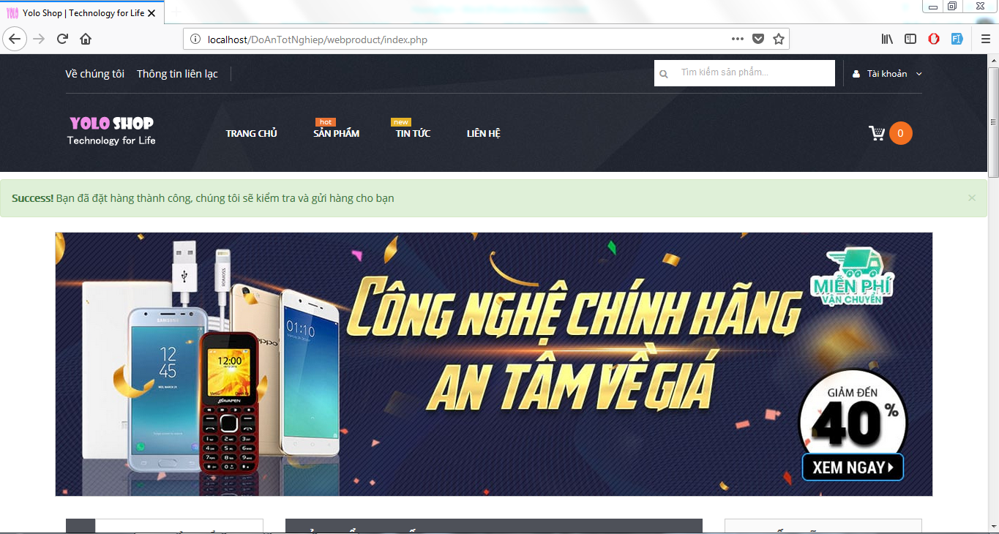 Yolo Shop | Technology for Life
localhost/DoAnTotNghiep/webproduct/index.php
Về chúng tôi Thông tin liên lạc
Tìm kiếm sản phẩm...
Tài khoản
YOLO SHOP
Technology for Life
TRANG CHỦ
hot
SẢN PHẨM
new
TIN TỨC
LIÊN HỆ
0
Success! Bạn đã đặt hàng thành công, chúng tôi sẽ kiểm tra và gửi hàng cho bạn
CÔNG NGHỆ CHÍNH HÃNG
AN TÂM VỀ GIÁ
MIỄN PHÍ
VẬN CHUYỂN
GIẢM ĐẾN
40%
XEM NGAY
ROMOSS
SAMSUNG
12
45
oppo
01:10
12:00